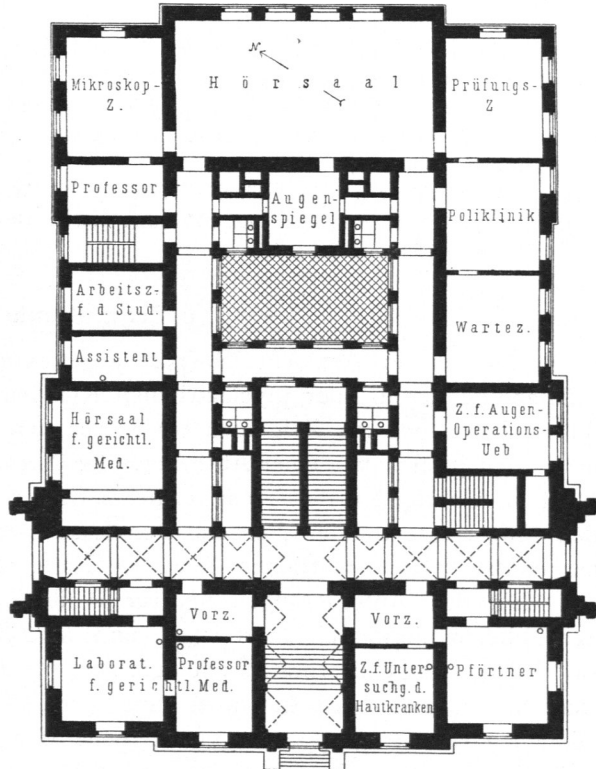 N
Mikroskop-
Z.
Hörsaal
Prüfungs-
Z
Professor
Augen-
spiegel
Poliklinik
Arbeitsz-
f. d. Stud.
Wartez.
Assistent
Hörsaal
f. gerichtl.
Med.
Z. f. Augen-
Operations-
Ueb
Vorz.
Vorz.
Laborat.
f. gerichtl. Med.
Professor
Z. f. Unter-
suchg. d.
Hautkranken
Pförtner